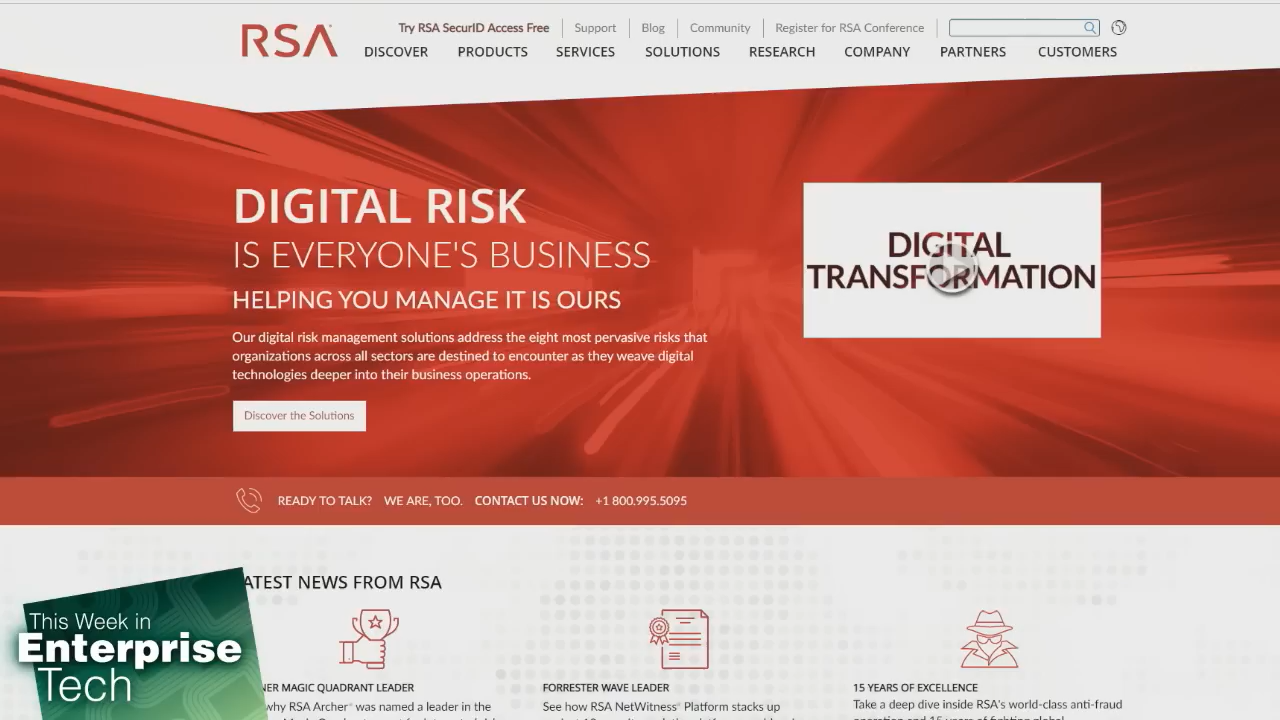 RSA
Try RSA SecurID Access Free
Support
Blog
Community
Register for RSA Conference
DISCOVER
PRODUCTS
SERVICES
SOLUTIONS
RESEARCH
COMPANY
PARTNERS
CUSTOMERS
DIGITAL RISK
IS EVERYONE'S BUSINESS
HELPING YOU MANAGE IT IS OURS
Our digital risk management solutions address the eight most pervasive risks that
organizations across all sectors are destined to encounter as they weave digital
technologies deeper into their business operations.
Discover the Solutions
DIGITAL
TRANSFORMATION
READY TO TALK? WE ARE, TOO. CONTACT US NOW: +1 800.995.5095
ATEST NEWS FROM RSA
NER MAGIC QUADRANT LEADER
why RSA Archer® was named a leader in the
FORRESTER WAVE LEADER
See how RSA NetWitness® Platform stacks up
15 YEARS OF EXCELLENCE
Take a deep dive inside RSA's world-class anti-fraud
This Week in
Enterprise
Tech